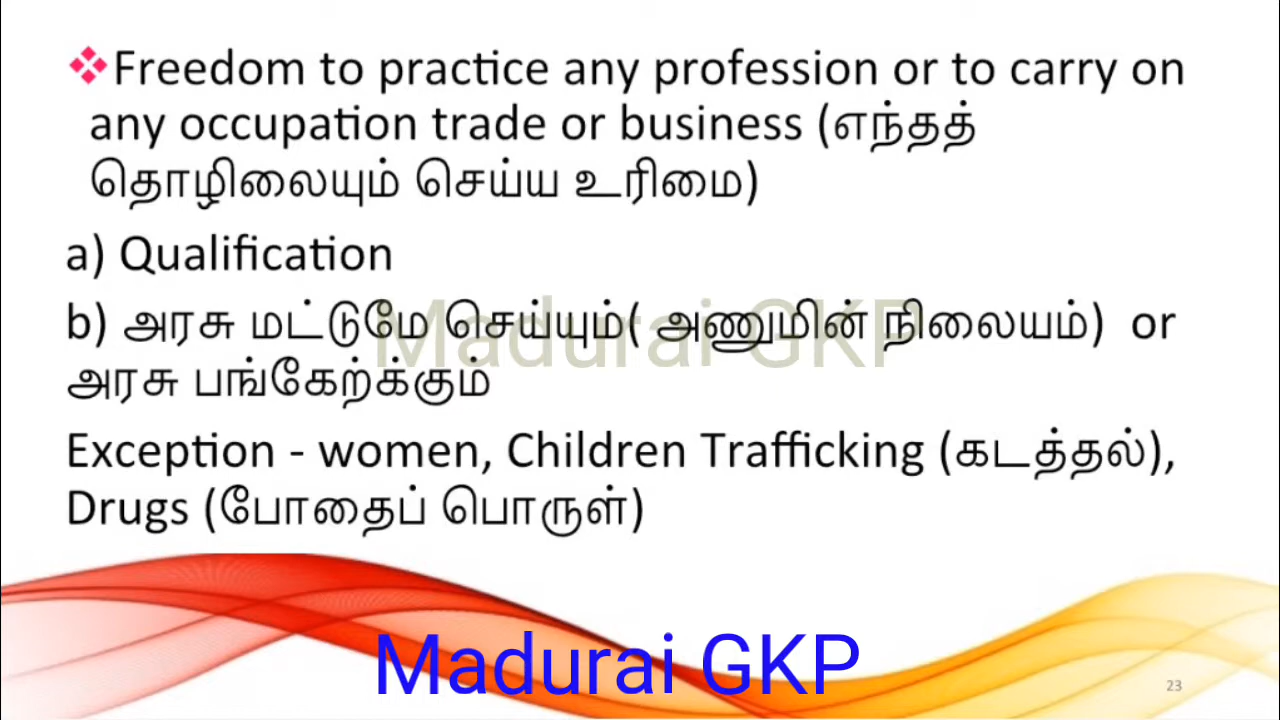 ❖Freedom to practice any profession or to carry on
any occupation trade or business (எந்தத்
தொழிலையும் செய்ய உரிமை)
a) Qualification
b) அரசு மட்டுமே செய்யும்( அணுமின் நிலையம்) or
அரசு பங்கேற்க்கும்
Madurai GKP
Exception - women, Children Trafficking (கடத்தல்),
Drugs (போதைப் பொருள்)
Madurai GKP
23